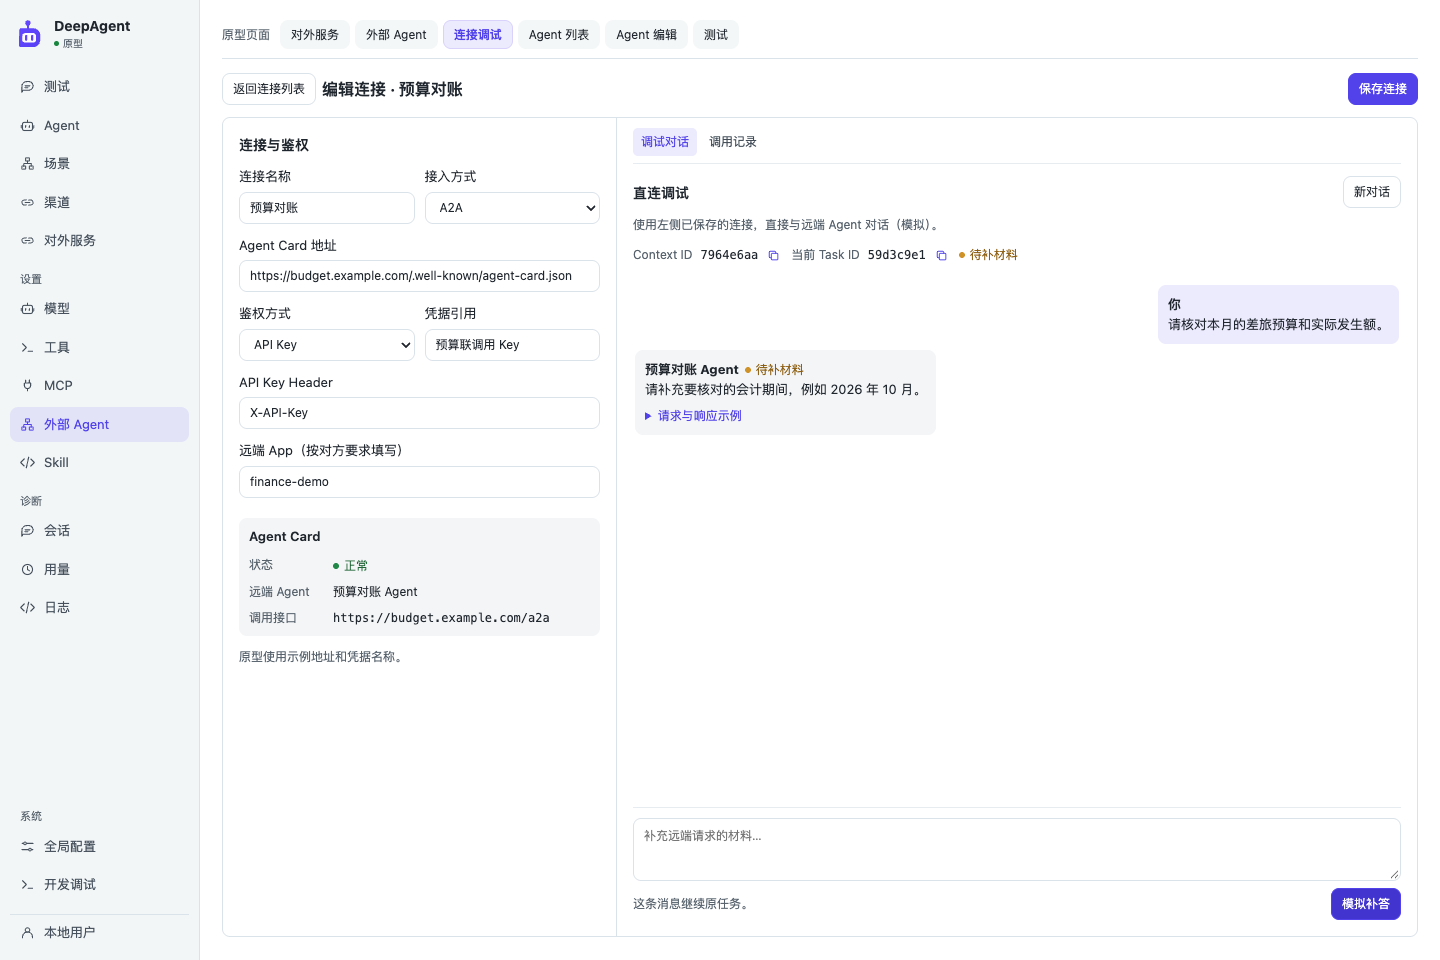 DeepAgent
原型
测试
Agent
场景
渠道
对外服务
设置
模型
工具
MCP
外部 Agent
Skill
诊断
会话
用量
日志
系统
全局配置
开发调试
本地用户
原型页面 对外服务 外部 Agent 连接调试 Agent 列表 Agent 编辑 测试
返回连接列表 编辑连接 · 预算对账 保存连接
连接与鉴权
连接名称 接入方式
预算对账 A2A
Agent Card 地址
https://budget.example.com/.well-known/agent-card.json
鉴权方式 凭据引用
API Key 预算联调用 Key
API Key Header
X-API-Key
远端 App（按对方要求填写）
finance-demo
Agent Card
状态 正常
远端 Agent 预算对账 Agent
调用接口 https://budget.example.com/a2a
原型使用示例地址和凭据名称。
调试对话 调用记录
直连调试 新对话
使用左侧已保存的连接，直接与远端 Agent 对话（模拟）。
Context ID 7964e6aa 当前 Task ID 59d3c9e1 待补材料
你
请核对本月的差旅预算和实际发生额。
预算对账 Agent 待补材料
请补充要核对的会计期间，例如 2026 年 10 月。
请求与响应示例
补充远端请求的材料...
这条消息继续原任务。 模拟补答